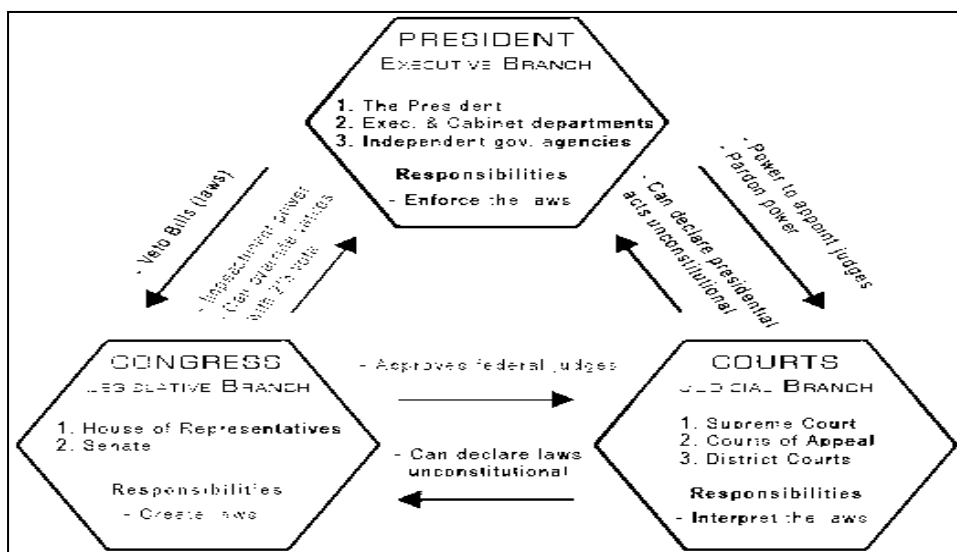 PRESIDENT
EXECUTIVE BRANCH
1. The President
2. Exec. & Cabinet departments
3. Independent gov. agencies
Responsibilities
- Enforce the laws
- Veto Bills (laws)
- Impeachment power
- Can override vetoes
with 2/3 vote
- Can declare presidential
acts unconstitutional
- Power to appoint judges
- Pardon power
CONGRESS
LEGISLATIVE BRANCH
1. House of Representatives
2. Senate
Responsibilities
- Create laws
- Approves federal judges
- Can declare laws
unconstitutional
COURTS
JUDICIAL BRANCH
1. Supreme Court
2. Courts of Appeal
3. District Courts
Responsibilities
- Interpret the laws